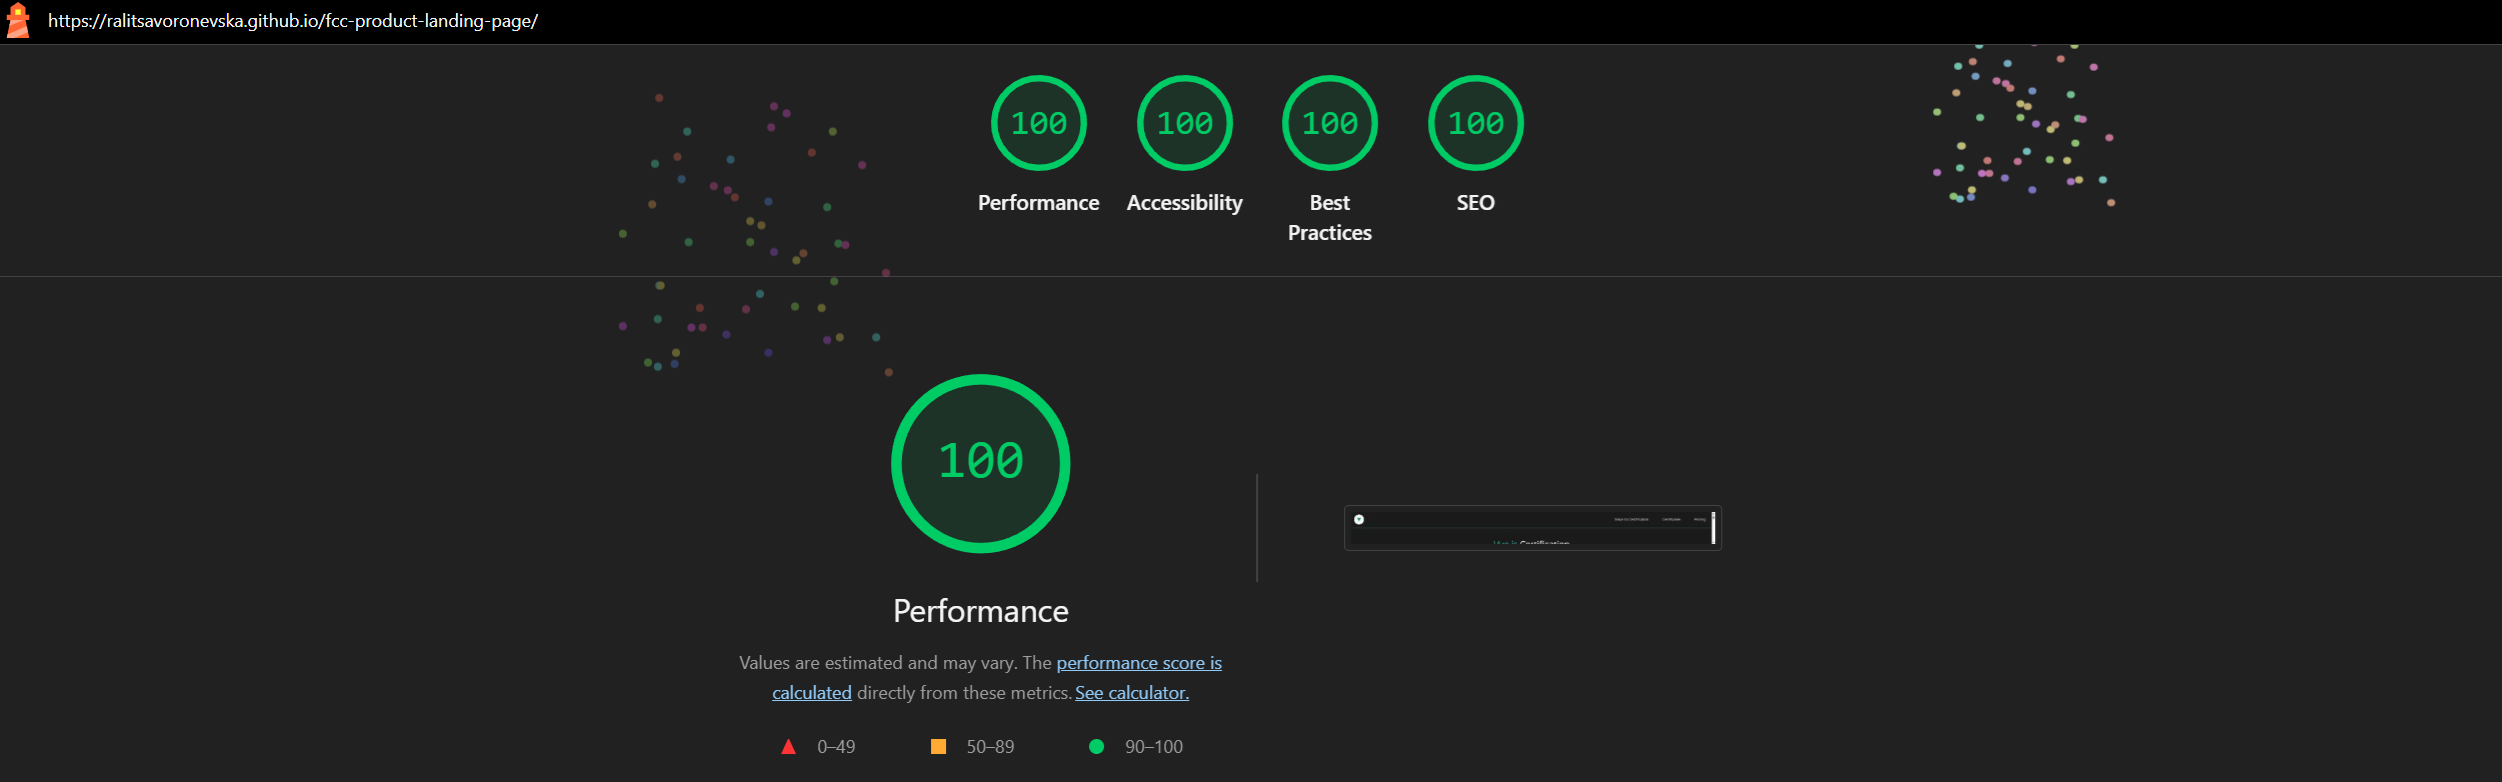 https://ralitsavoronevska.github.io/fcc-product-landing-page/
100 100 100 100
Performance Accessibility Best Practices SEO
100
Performance
Values are estimated and may vary. The performance score is
calculated directly from these metrics. See calculator.
0–49 50–89 90–100
Certification